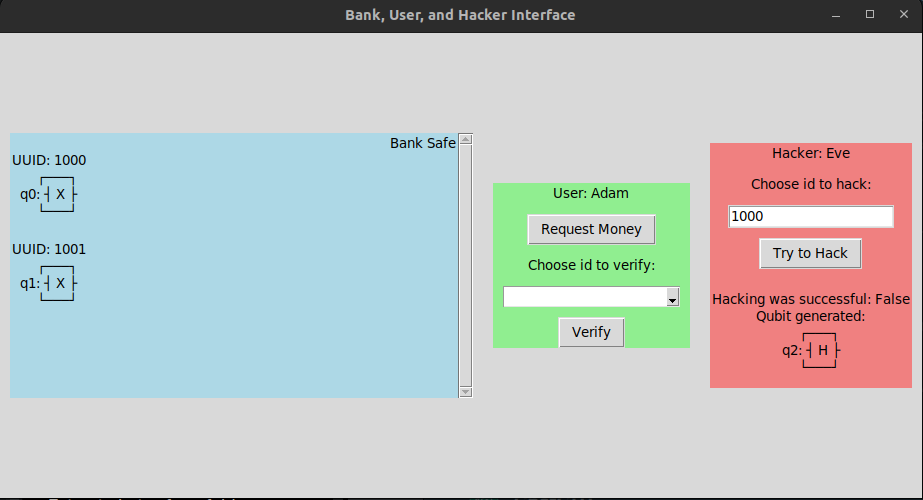 Bank, User, and Hacker Interface
Bank Safe
UUID: 1000
q0: ┤ X ├
UUID: 1001
q1: ┤ X ├
User: Adam
Request Money
Choose id to verify:
Verify
Hacker: Eve
Choose id to hack:
1000
Try to Hack
Hacking was successful: False
Qubit generated:
q2: ┤ H ├